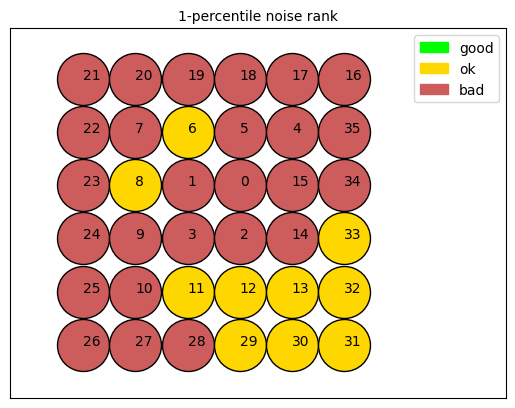 1-percentile noise rank
good
ok
bad
21 20 19 18 17 16
22 7 6 5 4 35
23 8 1 0 15 34
24 9 3 2 14 33
25 10 11 12 13 32
26 27 28 29 30 31